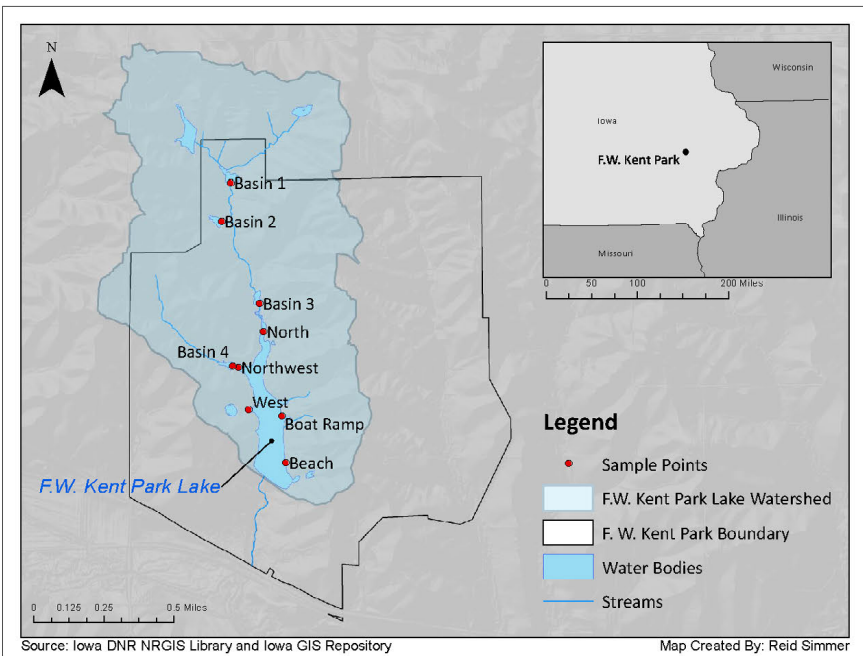 N
Basin 1
Basin 2
Basin 3
North
Basin 4
Northwest
West
Boat Ramp
Beach
F.W. Kent Park Lake
0 0.125 0.25 0.5 Miles
Wisconsin
Iowa
F.W. Kent Park
Illinois
Missouri
0 50 100 200 Miles
Legend
Sample Points
F.W. Kent Park Lake Watershed
F. W. Kent Park Boundary
Water Bodies
Streams
Source: Iowa DNR NRGIS Library and Iowa GIS Repository
Map Created By: Reid Simmer